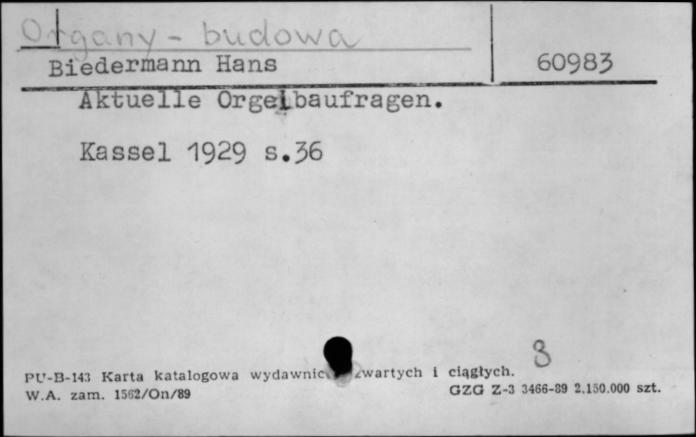 Organy - budowa
Biedermann Hans 60983
Aktuelle Orgelbaufragen.
Kassel 1929 s.36
8
PU-B-143 Karta katalogowa wydawnic zwartych i ciągłych.
W.A. zam. 1562/On/89 GZG Z-3 3466-89 2.150.000 szt.